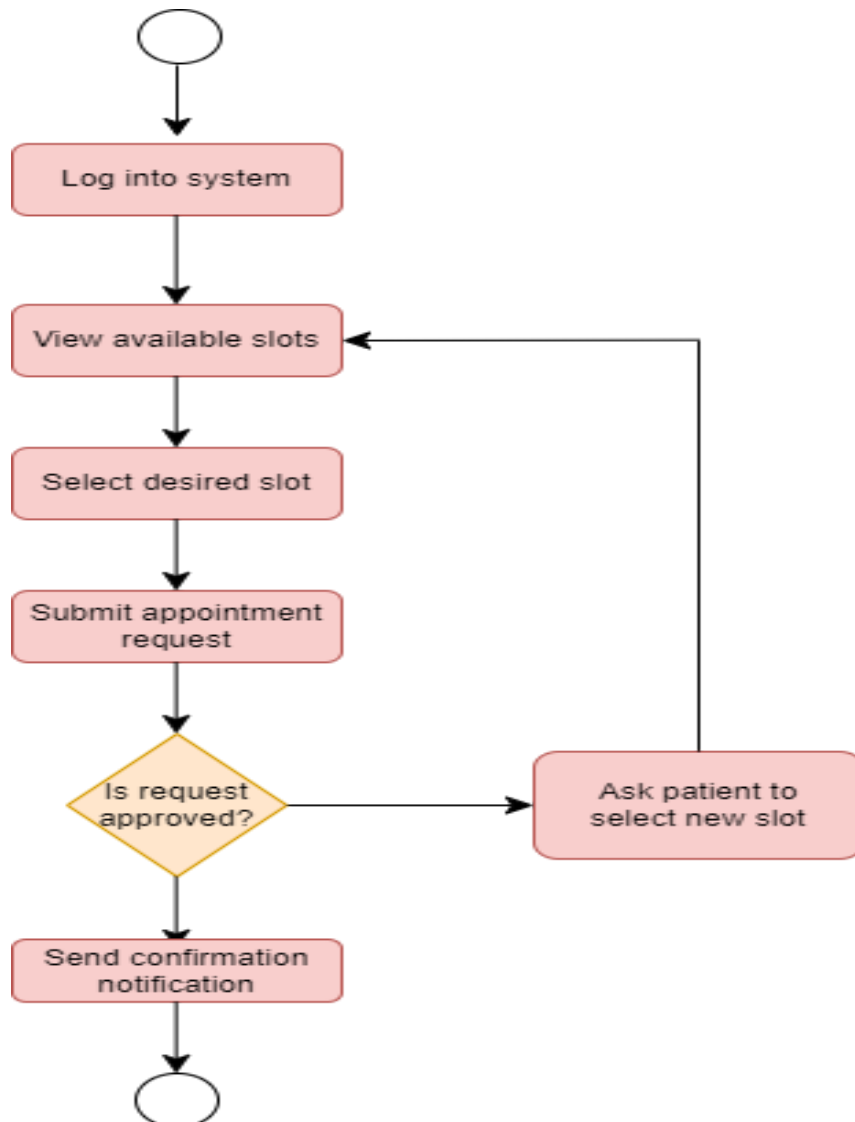 Log into system
View available slots
Select desired slot
Submit appointment
request
Is request
approved?
Ask patient to
select new slot
Send confirmation
notification